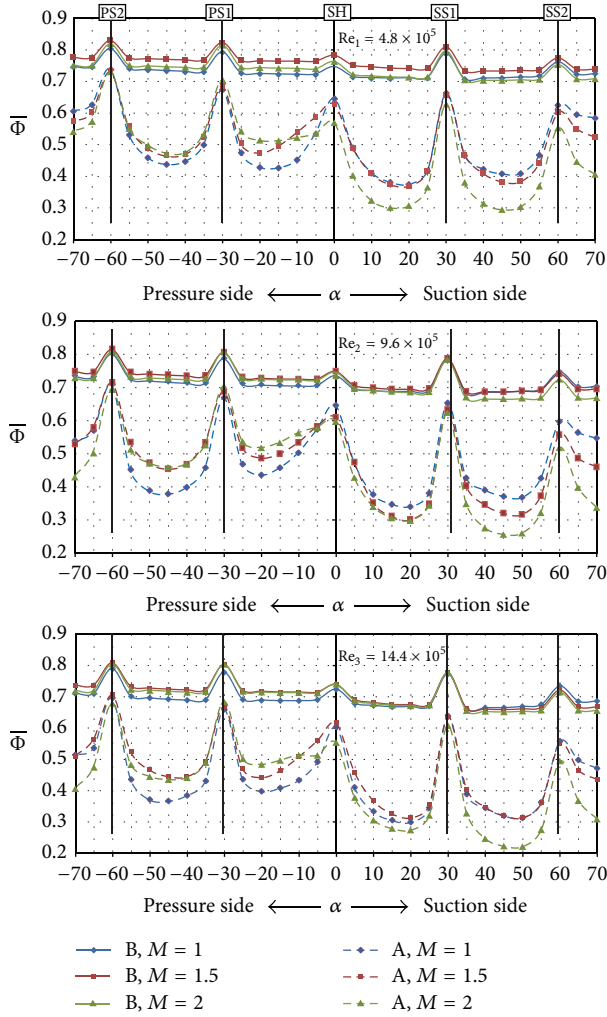 PS2 PS1 SH SS1 SS2
Re₁ = 4.8 × 10⁵
0.9
0.8
0.7
0.6
0.5
0.4
0.3
0.2
Φ̅
−70 −60 −50 −40 −30 −20 −10 0 10 20 30 40 50 60 70
Pressure side ← α → Suction side
Re₂ = 9.6 × 10⁵
0.9
0.8
0.7
0.6
0.5
0.4
0.3
0.2
Φ̅
−70 −60 −50 −40 −30 −20 −10 0 10 20 30 40 50 60 70
Pressure side ← α → Suction side
Re₃ = 14.4 × 10⁵
0.9
0.8
0.7
0.6
0.5
0.4
0.3
0.2
Φ̅
−70 −60 −50 −40 −30 −20 −10 0 10 20 30 40 50 60 70
Pressure side ← α → Suction side
B, M = 1 A, M = 1
B, M = 1.5 A, M = 1.5
B, M = 2 A, M = 2